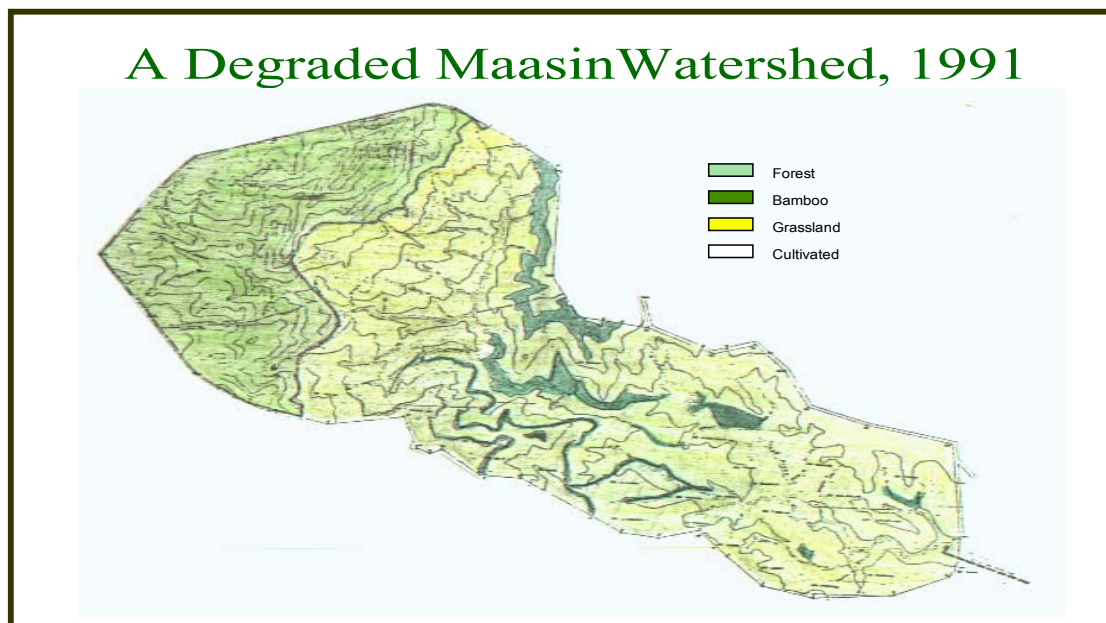 A Degraded MaasinWatershed, 1991
Forest
Bamboo
Grassland
Cultivated